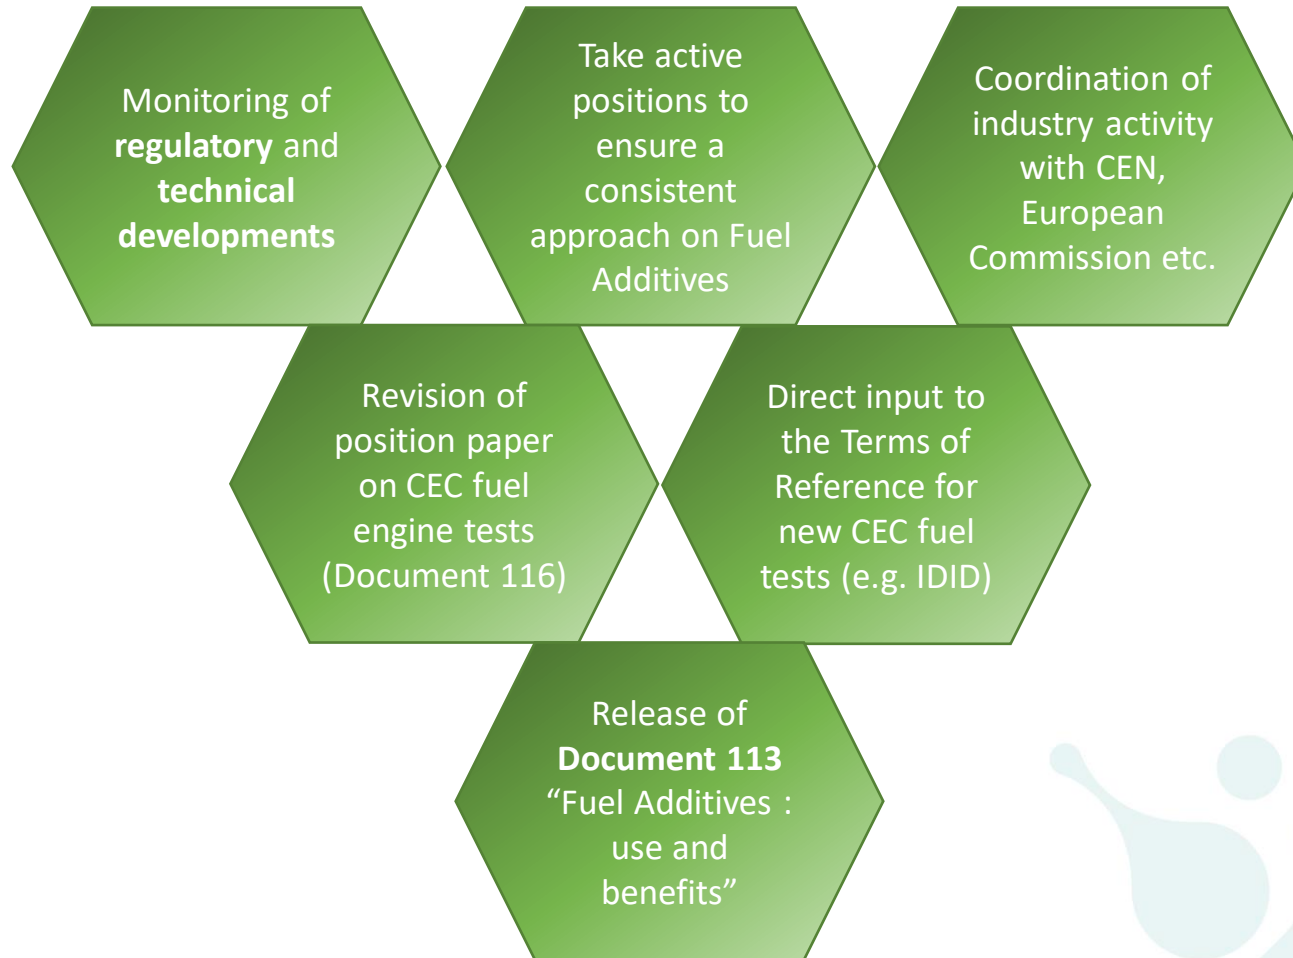 Monitoring of
regulatory and
technical
developments
Take active
positions to
ensure a
consistent
approach on Fuel
Additives
Coordination of
industry activity
with CEN,
European
Commission etc.
Revision of
position paper
on CEC fuel
engine tests
(Document 116)
Direct input to
the Terms of
Reference for
new CEC fuel
tests (e.g. IDID)
Release of
Document 113
“Fuel Additives :
use and
benefits”